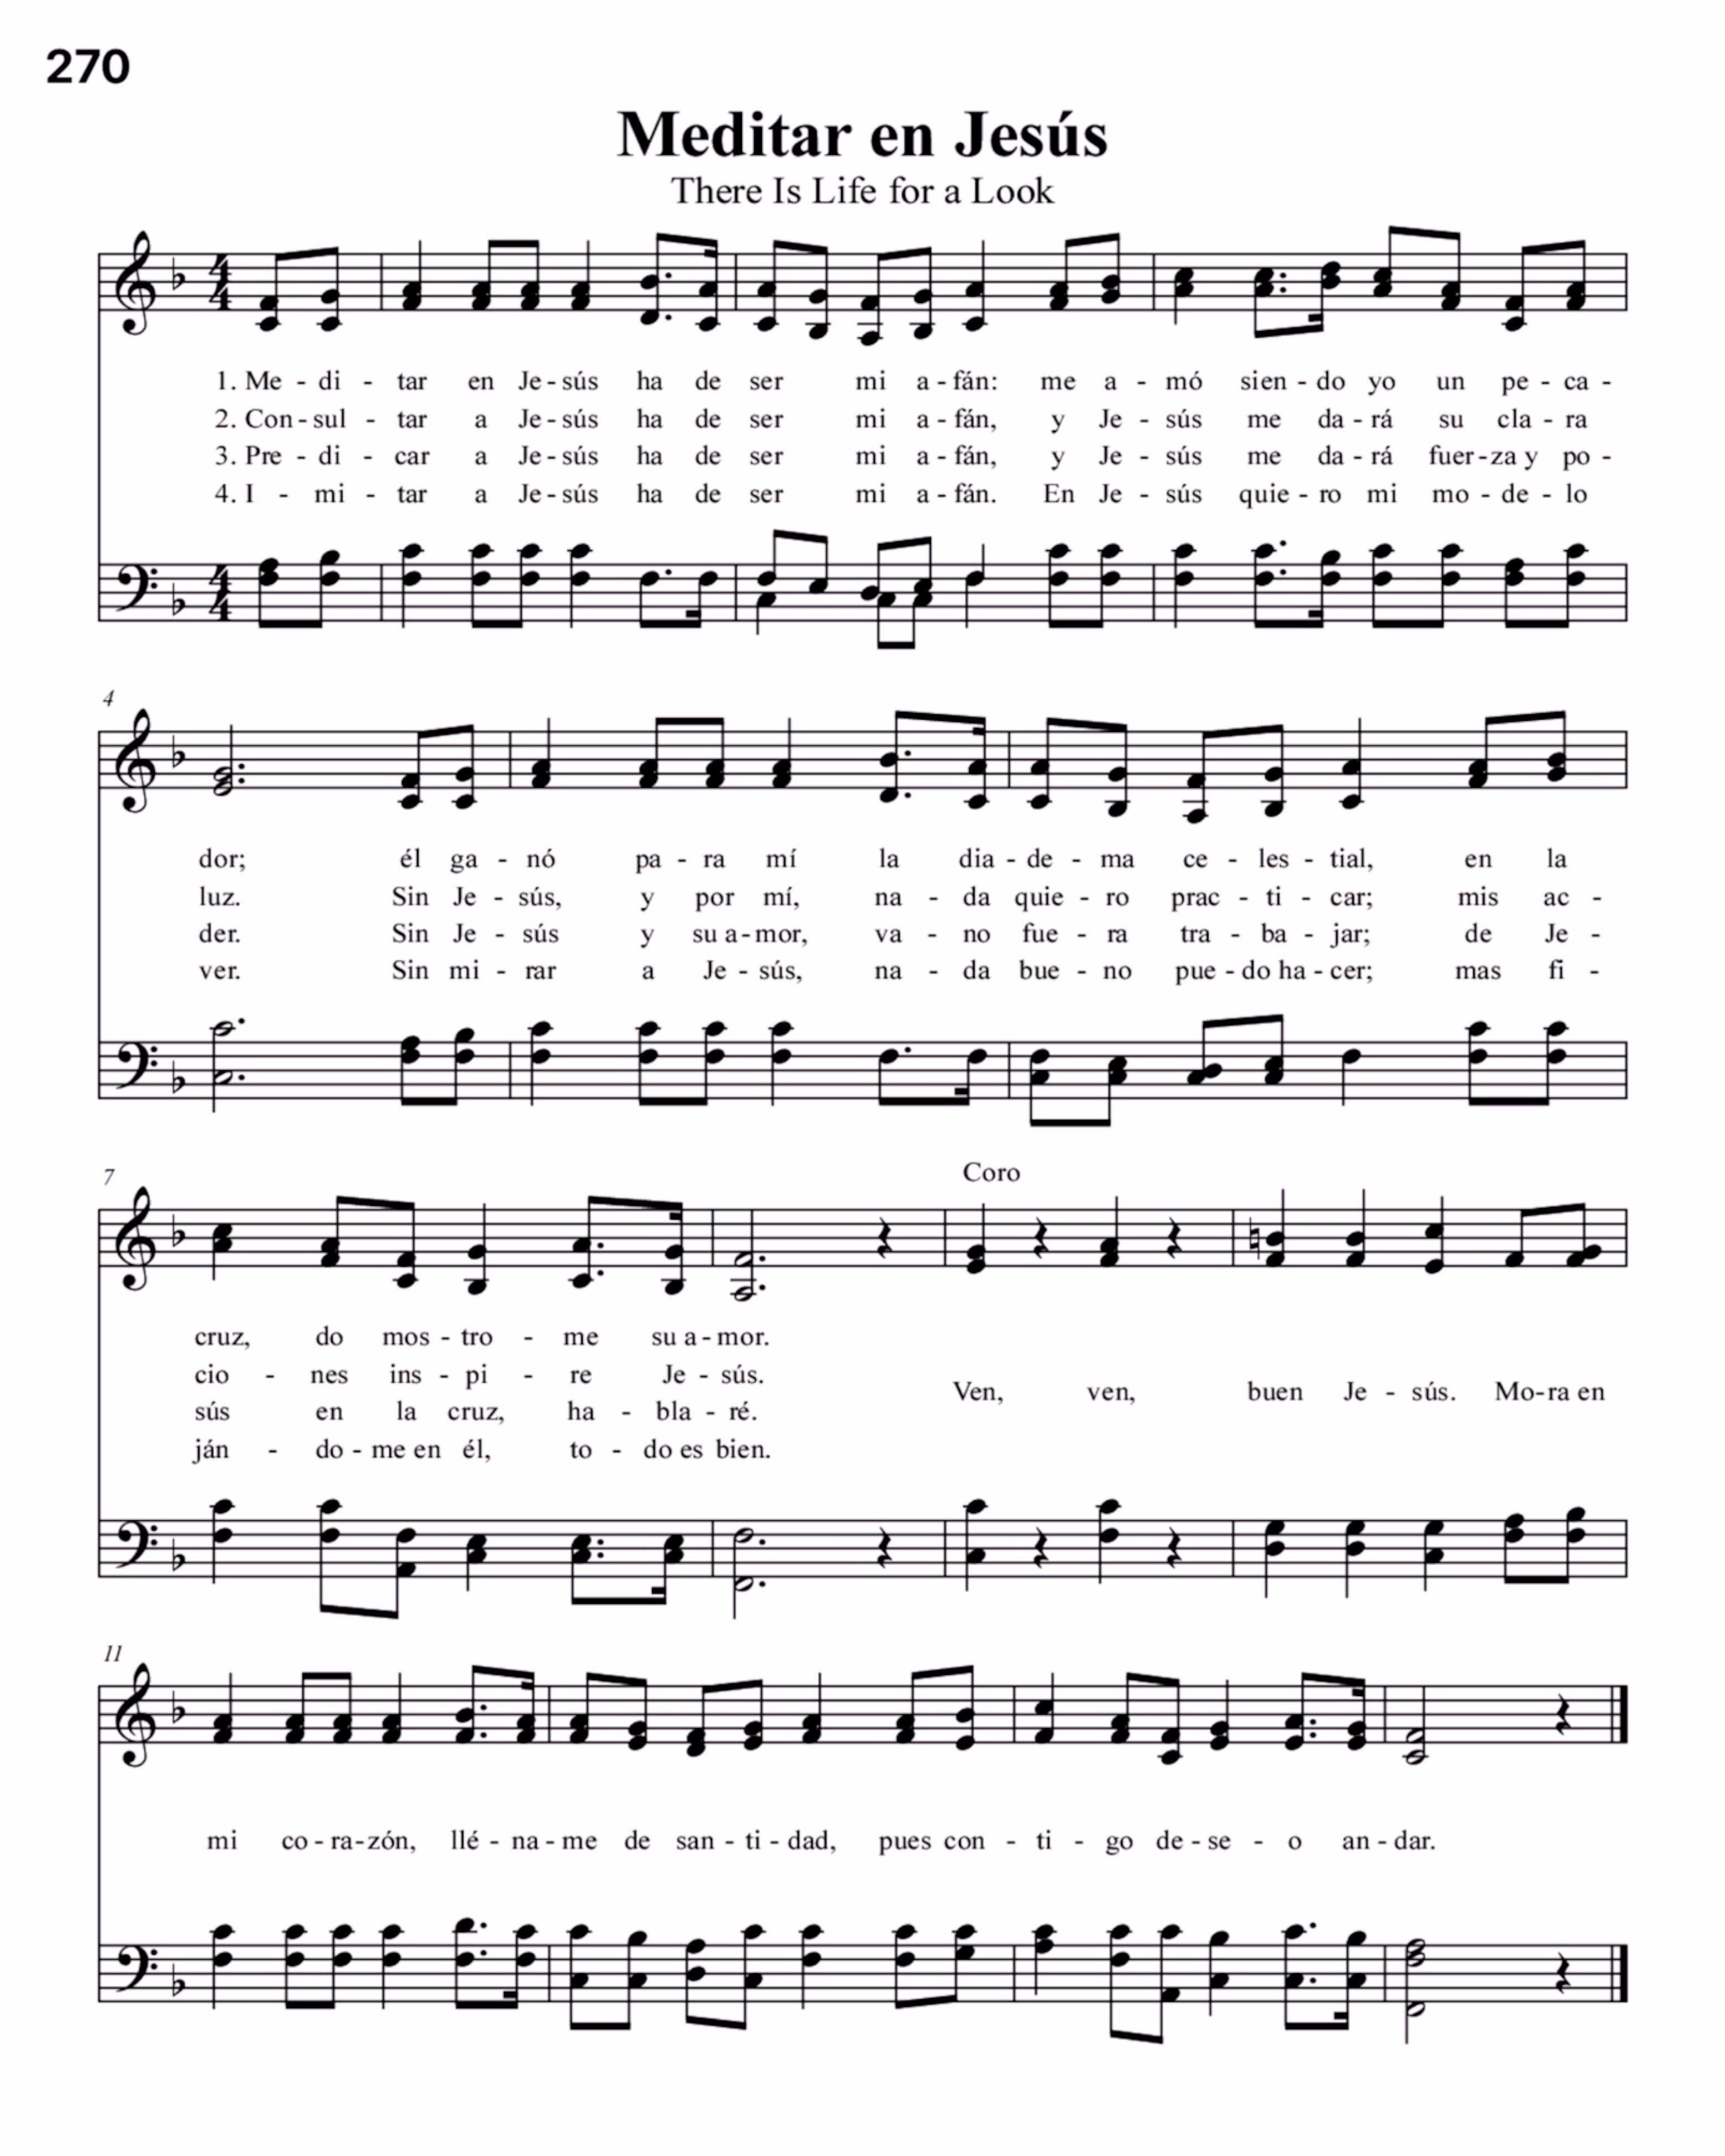 270
Meditar en Jesús
There Is Life for a Look
1. Me - di - tar en Je - sús ha de ser mi a - fán: me a - mó sien - do yo un pe - ca -
2. Con - sul - tar a Je - sús ha de ser mi a - fán, y Je - sús me da - rá su cla - ra
3. Pre - di - car a Je - sús ha de ser mi a - fán, y Je - sús me da - rá fuer - za y po -
4. I - mi - tar a Je - sús ha de ser mi a - fán. En Je - sús quie - ro mi mo - de - lo
4
dor; él ga - nó pa - ra mí la dia - de - ma ce - les - tial, en la
luz. Sin Je - sús, y por mí, na - da quie - ro prac - ti - car; mis ac -
der. Sin Je - sús y su a - mor, va - no fue - ra tra - ba - jar; de Je -
ver. Sin mi - rar a Je - sús, na - da bue - no pue - do ha - cer; mas fi -
7
Coro
cruz, do mos - tro - me su a - mor.
cio - nes ins - pi - re Je - sús.
Ven, ven, buen Je - sús. Mo - ra en
sús en la cruz, ha - bla - ré.
ján - do - me en él, to - do es bien.
11
mi co - ra - zón, llé - na - me de san - ti - dad, pues con - ti - go de - se - o an - dar.